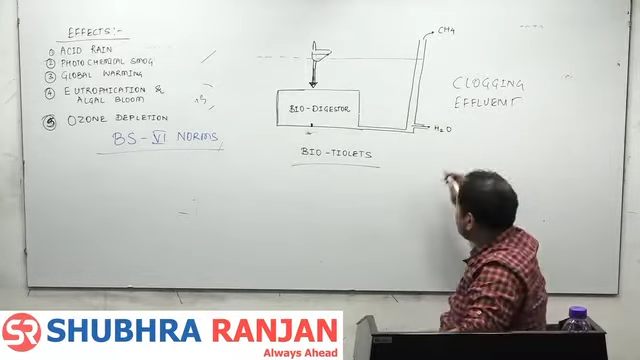 EFFECTS:-
① ACID RAIN
② PHOTOCHEMICAL SMOG
③ GLOBAL WARMING
④ EUTROPHICATION &
ALGAL BLOOM
⑤ OZONE DEPLETION
BS-VI NORMS
CH4
BIO-DIGESTOR
H2O
BIO-TIOLETS
CLOGGING
EFFLUENT
SR SHUBHRA RANJAN
Always Ahead